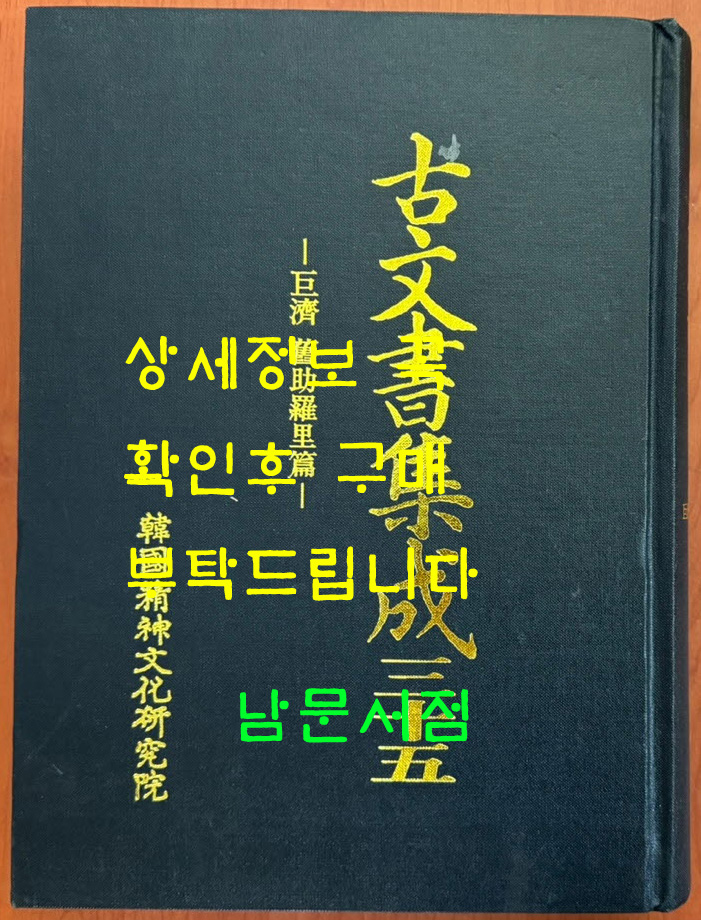 古文書集成三十五
―巨濟 舊助羅里篇―
韓國精神文化研究院
상세정보
확인후 구매
부탁드립니다
남문서점